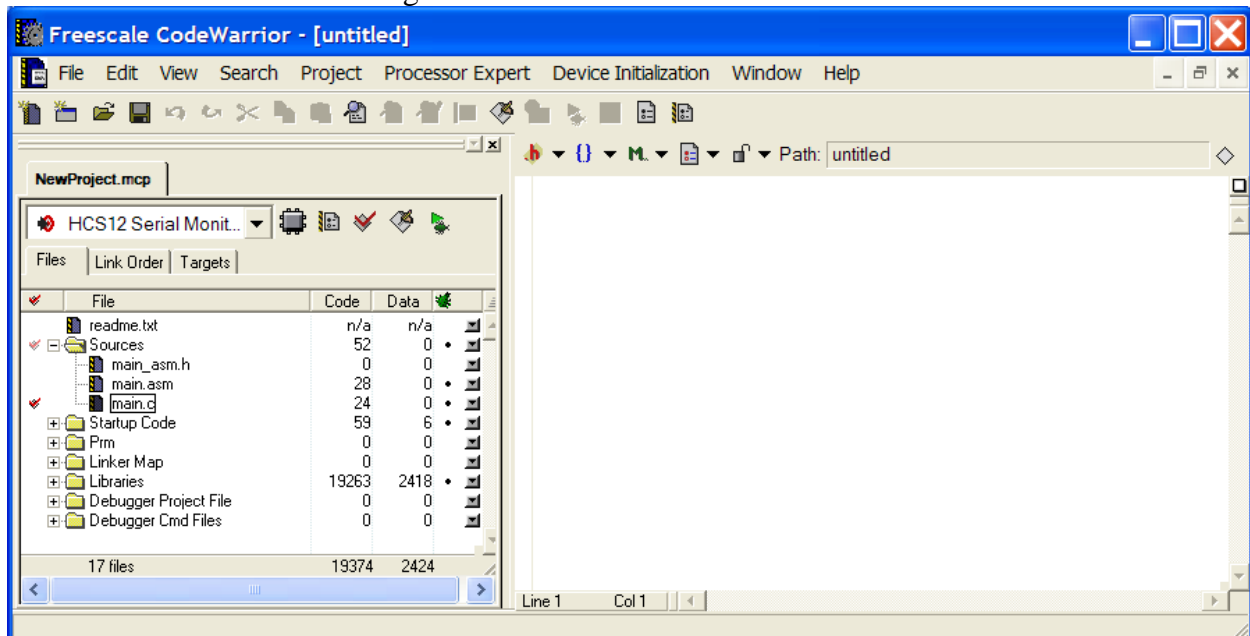 Freescale CodeWarrior - [untitled]
File Edit View Search Project Processor Expert Device Initialization Window Help
NewProject.mcp
HCS12 Serial Monit...
Files Link Order Targets
File Code Data
readme.txt n/a n/a
Sources 52 0
main_asm.h 0 0
main.asm 28 0
main.c 24 0
Startup Code 59 6
Prm 0 0
Linker Map 0 0
Libraries 19263 2418
Debugger Project File 0 0
Debugger Cmd Files 0 0
17 files 19374 2424
.h {} M. Path: untitled
Line 1 Col 1